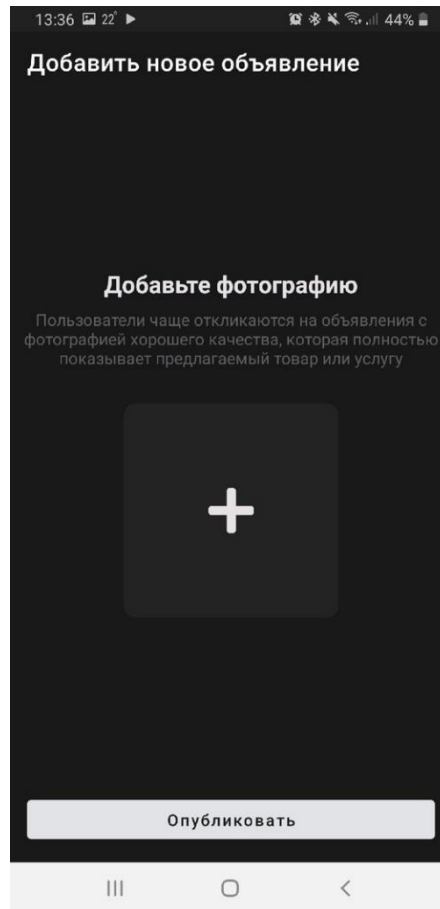 13:36 22° 44%
Добавить новое объявление
Добавьте фотографию
Пользователи чаще откликаются на объявления с
фотографией хорошего качества, которая полностью
показывает предлагаемый товар или услугу
Опубликовать